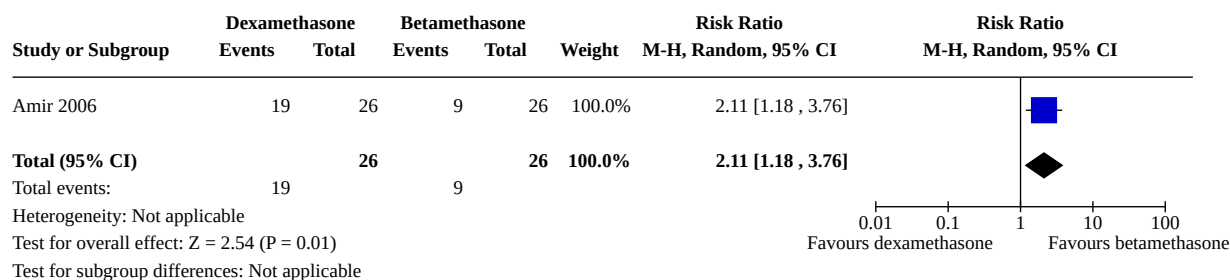 Dexamethasone Betamethasone Risk Ratio Risk Ratio
Study or Subgroup Events Total Events Total Weight M-H, Random, 95% CI M-H, Random, 95% CI
Amir 2006 19 26 9 26 100.0% 2.11 [1.18 , 3.76]
Total (95% CI) 26 26 100.0% 2.11 [1.18 , 3.76]
Total events: 19 9
Heterogeneity: Not applicable
0.01 0.1 1 10 100
Test for overall effect: Z = 2.54 (P = 0.01) Favours dexamethasone Favours betamethasone
Test for subgroup differences: Not applicable